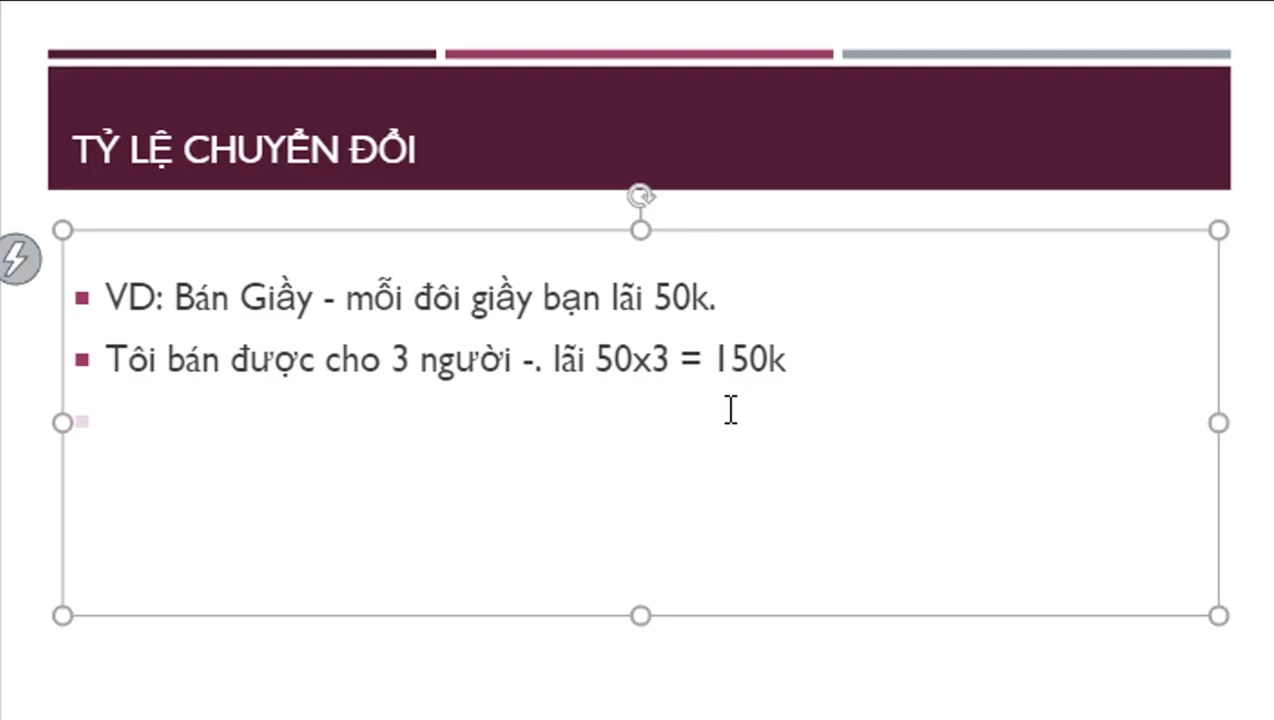 TỶ LỆ CHUYỂN ĐỔI
VD: Bán Giầy - mỗi đôi giầy bạn lãi 50k.
Tôi bán được cho 3 người -. lãi 50x3 = 150k